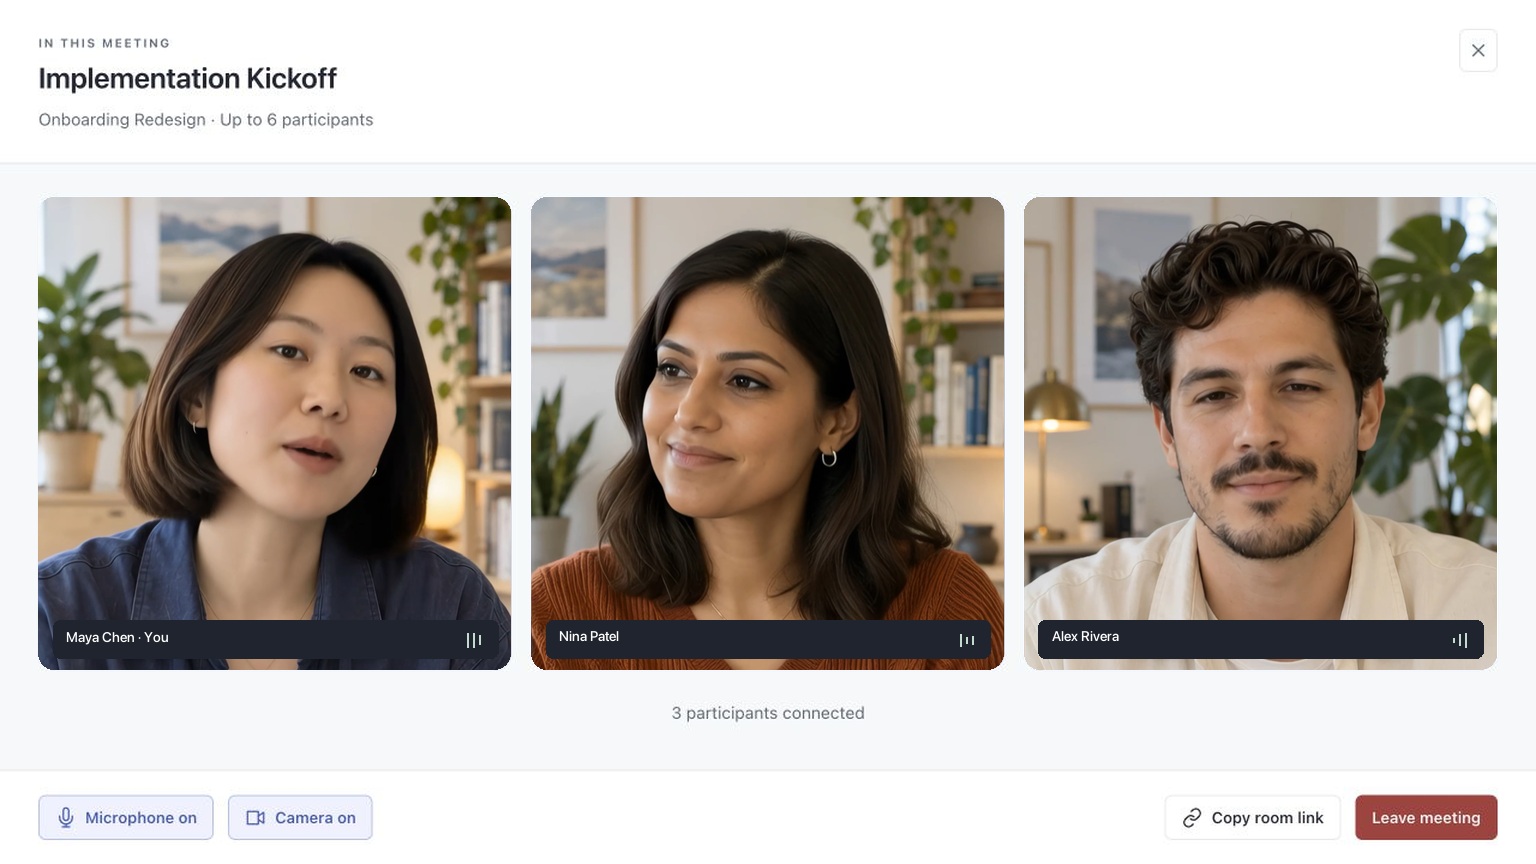 IN THIS MEETING
Implementation Kickoff
Onboarding Redesign · Up to 6 participants
Maya Chen · You
Nina Patel
Alex Rivera
3 participants connected
Microphone on
Camera on
Copy room link
Leave meeting